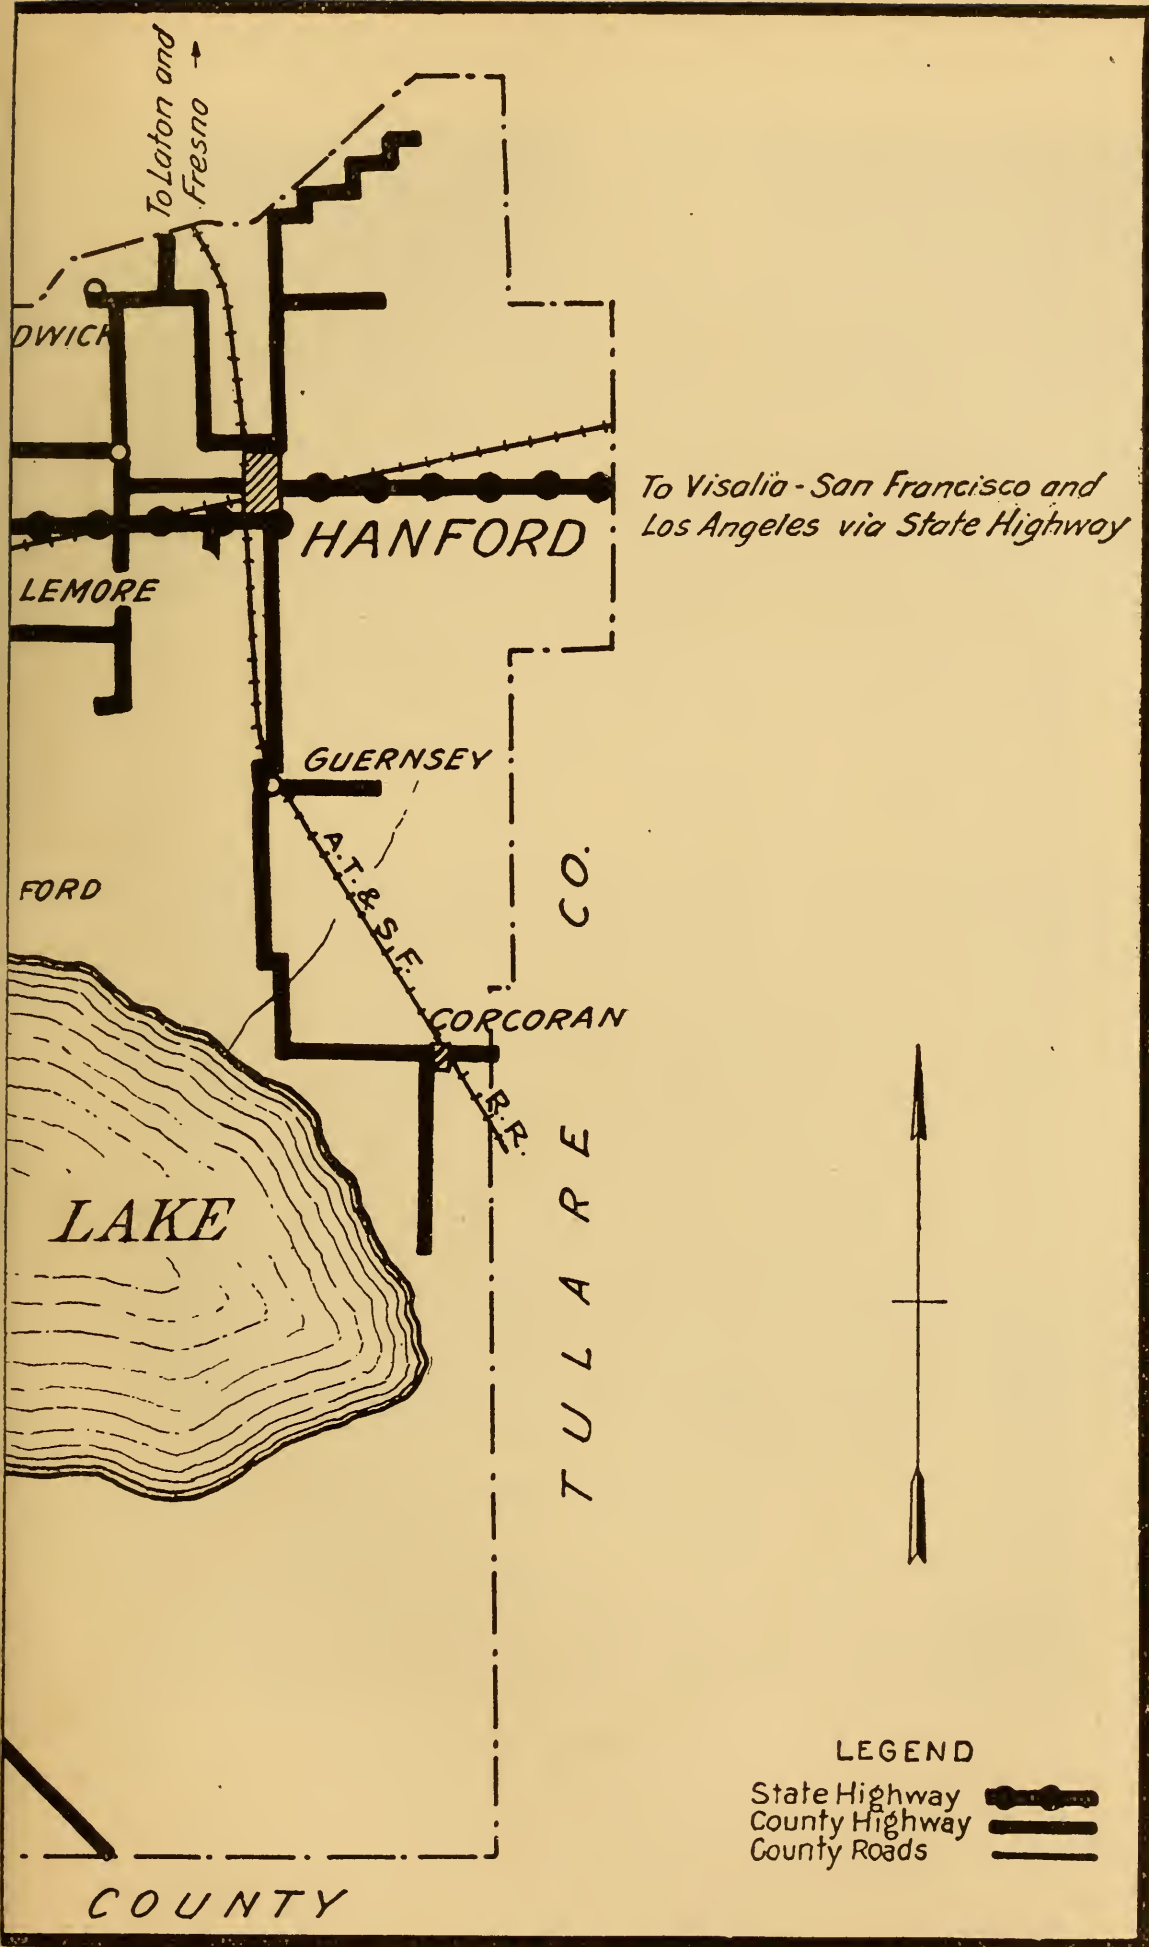 To Laton and
Fresno →
DWICK
To Visalia - San Francisco and
Los Angeles via State Highway
HANFORD
LEMORE
GUERNSEY
A.T. & S.F.
R.R.
FORD
CORCORAN
TULARE CO.
LAKE
LEGEND
State Highway
County Highway
County Roads
COUNTY